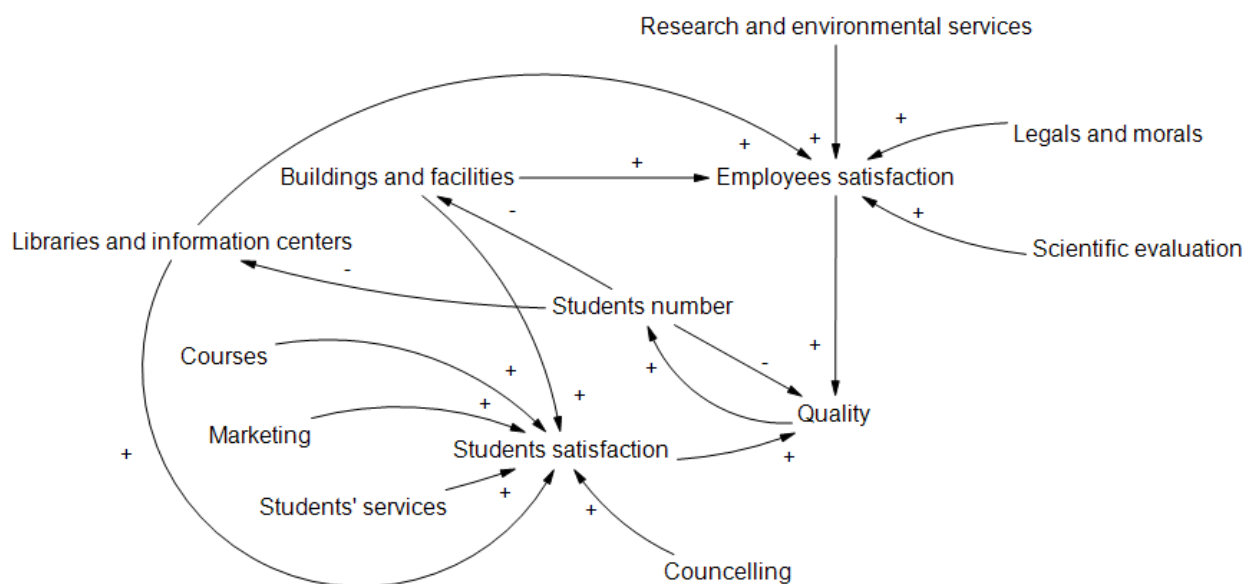 Research and environmental services
+
+
+
Legals and morals
+
Buildings and facilities
Employees satisfaction
-
+
Libraries and information centers
Scientific evaluation
-
Students number
+
Courses
+
-
+
+
+
Quality
Marketing
Students satisfaction
+
+
+
Students' services
+
Councelling